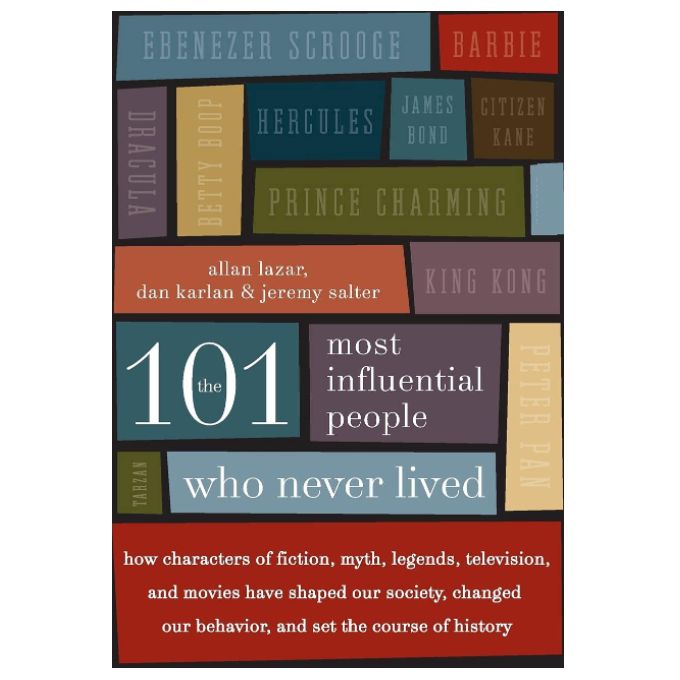 EBENEZER SCROOGE
BARBIE
DRACULA
BETTY BOOP
HERCULES
JAMES
BOND
CITIZEN
KANE
PRINCE CHARMING
allan lazar,
dan karlan & jeremy salter
KING KONG
the 101
most
influential
people
PETER PAN
TARZAN
who never lived
how characters of fiction, myth, legends, television,
and movies have shaped our society, changed
our behavior, and set the course of history